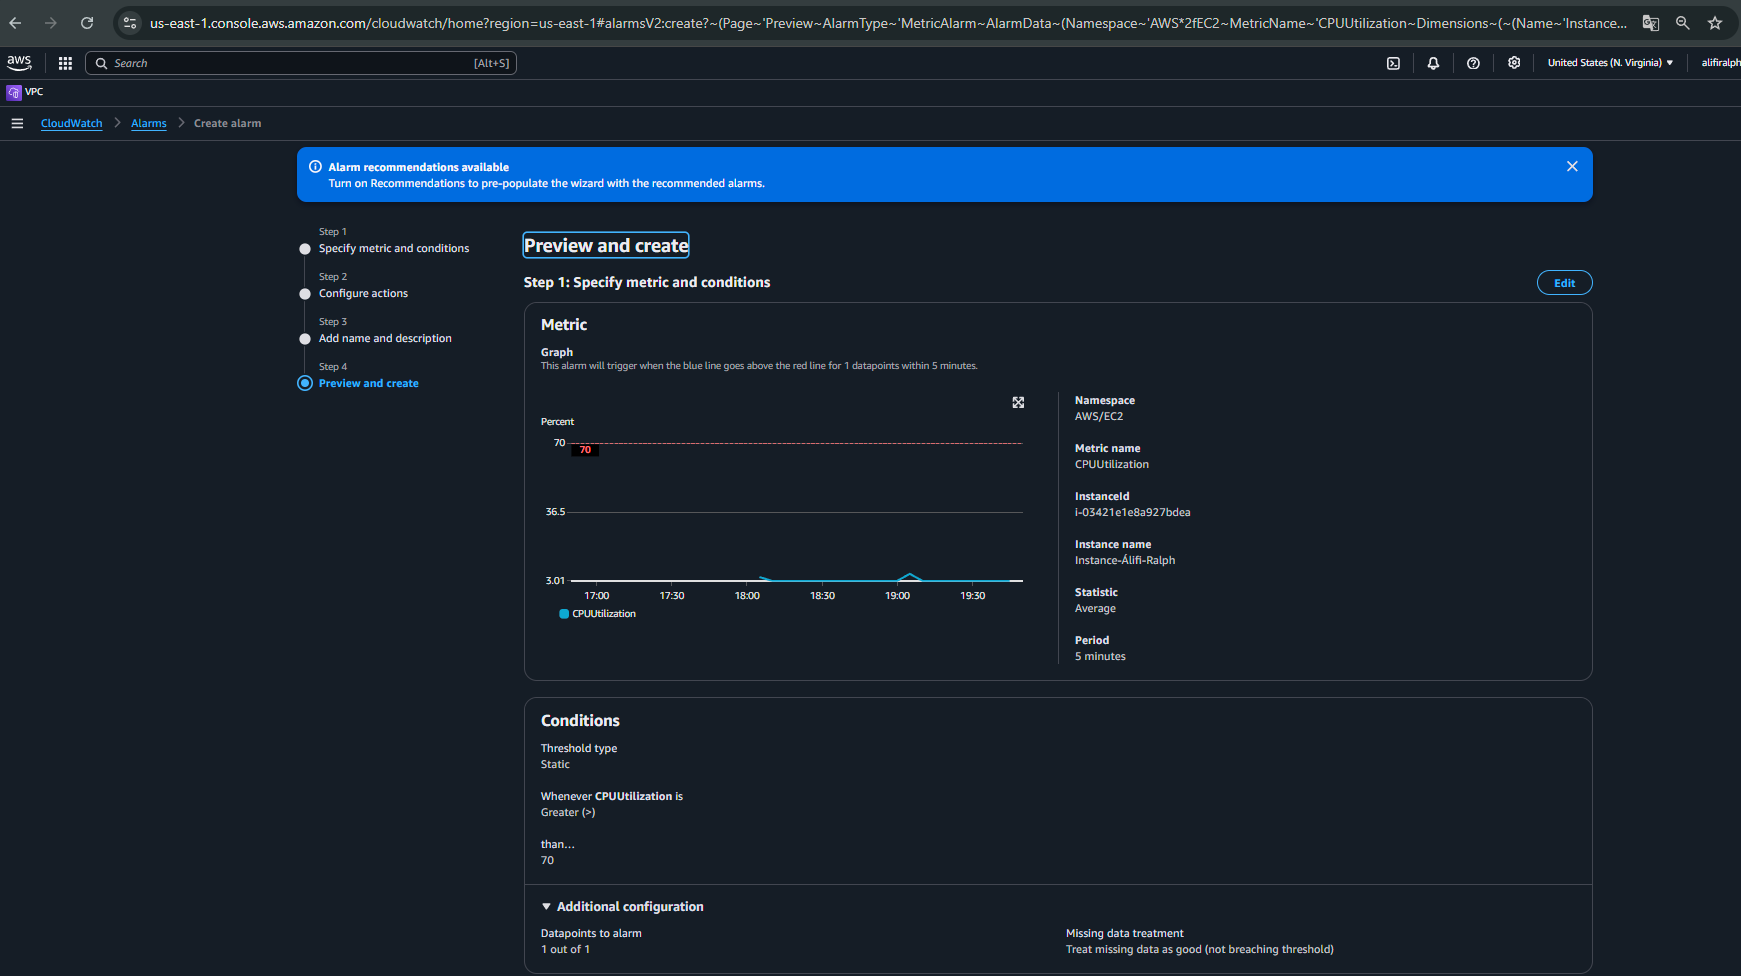 us-east-1.console.aws.amazon.com/cloudwatch/home?region=us-east-1#alarmsV2:create?~(Page~'Preview~AlarmType~'MetricAlarm~AlarmData~(Namespace~'AWS*2fEC2~MetricName~'CPUUtilization~Dimensions~(~(Name~'Instance...
aws
Search [Alt+S]
United States (N. Virginia)
alifiralph
VPC
CloudWatch
Alarms
Create alarm
Alarm recommendations available
Turn on Recommendations to pre-populate the wizard with the recommended alarms.
Step 1
Specify metric and conditions
Step 2
Configure actions
Step 3
Add name and description
Step 4
Preview and create
Preview and create
Step 1: Specify metric and conditions
Edit
Metric
Graph
This alarm will trigger when the blue line goes above the red line for 1 datapoints within 5 minutes.
Percent
70
70
36.5
3.01
17:00 17:30 18:00 18:30 19:00 19:30
CPUUtilization
Namespace
AWS/EC2
Metric name
CPUUtilization
InstanceId
i-03421e1e8a927bdea
Instance name
Instance-Álifi-Ralph
Statistic
Average
Period
5 minutes
Conditions
Threshold type
Static
Whenever CPUUtilization is
Greater (>)
than...
70
Additional configuration
Datapoints to alarm
1 out of 1
Missing data treatment
Treat missing data as good (not breaching threshold)